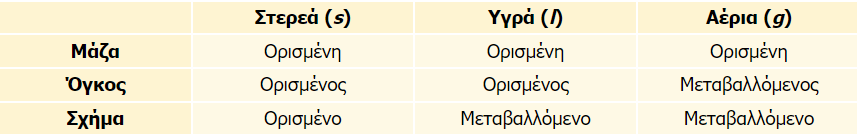 Στερεά (s) Υγρά (l) Αέρια (g)
Μάζα Ορισμένη Ορισμένη Ορισμένη
Όγκος Ορισμένος Ορισμένος Μεταβαλλόμενος
Σχήμα Ορισμένο Μεταβαλλόμενο Μεταβαλλόμενο